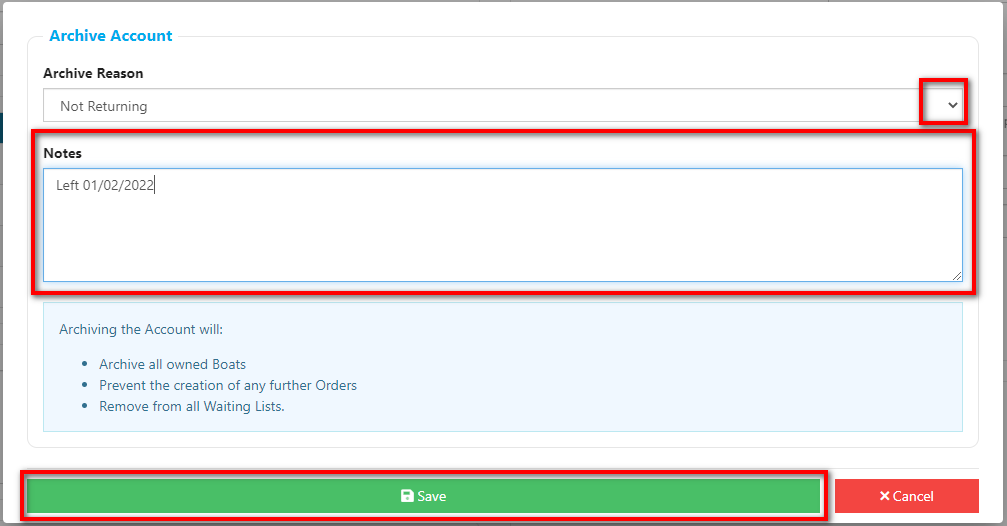 Archive Account
Archive Reason
Not Returning
Notes
Left 01/02/2022
Archiving the Account will:
Archive all owned Boats
Prevent the creation of any further Orders
Remove from all Waiting Lists.
Save
Cancel